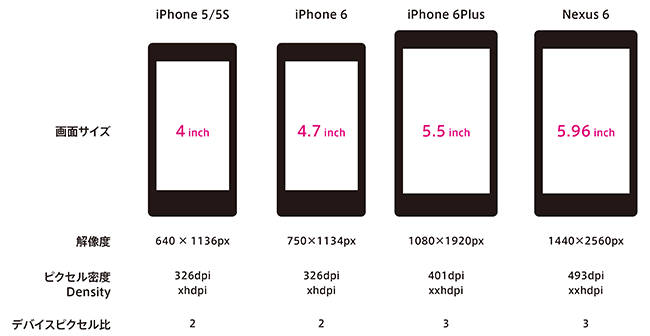 iPhone 5/5S iPhone 6 iPhone 6Plus Nexus 6
画面サイズ 4 inch 4.7 inch 5.5 inch 5.96 inch
解像度 640 × 1136px 750×1134px 1080×1920px 1440×2560px
ピクセル密度 326dpi 326dpi 401dpi 493dpi
Density xhdpi xhdpi xxhdpi xxhdpi
デバイスピクセル比 2 2 3 3